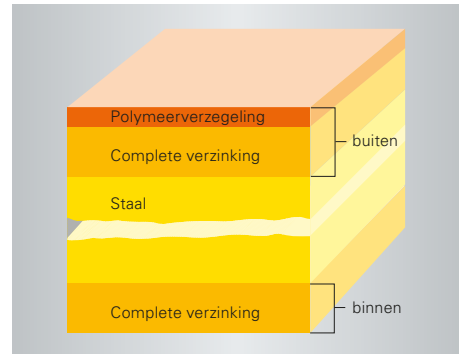 Polymeerverzegeling
buiten
Complete verzinking
Staal
Complete verzinking
binnen